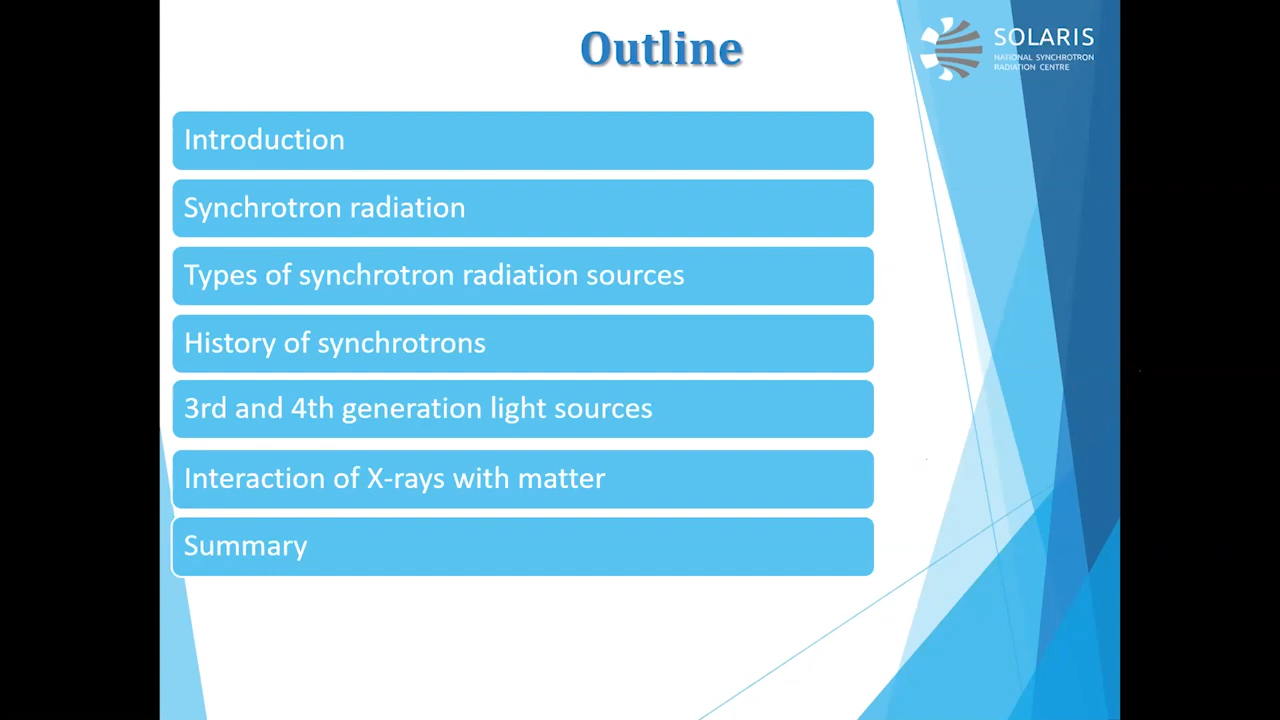 Outline
SOLARIS
NATIONAL SYNCHROTRON
RADIATION CENTRE
Introduction
Synchrotron radiation
Types of synchrotron radiation sources
History of synchrotrons
3rd and 4th generation light sources
Interaction of X-rays with matter
Summary